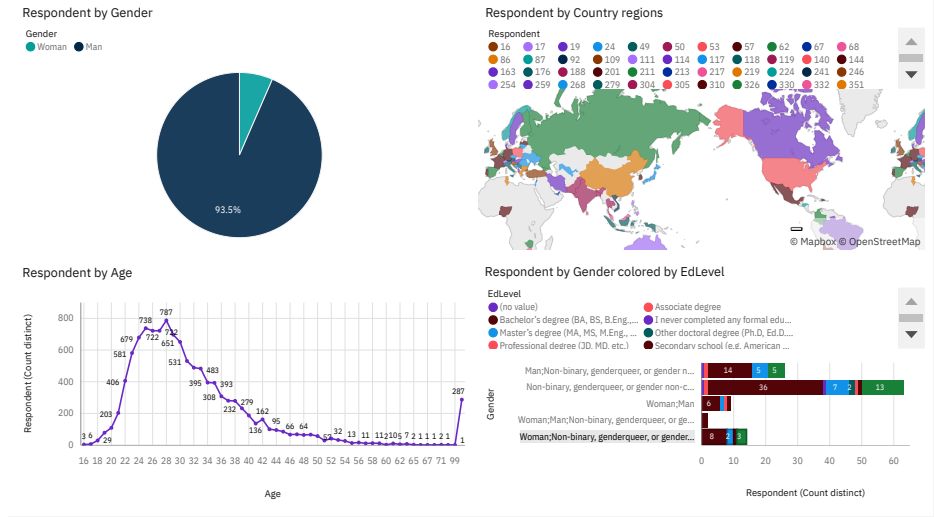 Respondent by Gender
Gender
Woman Man
93.5%
Respondent by Country regions
Respondent
16 17 19 24 49 50 53 57 62 67 68
86 87 92 109 111 114 117 118 119 140 144
163 176 188 201 211 213 217 219 224 241 246
254 259 268 279 304 305 310 326 330 332 351
© Mapbox © OpenStreetMap
Respondent by Age
Respondent (Count distinct)
800
600
400
200
0
787
738
722
722
679
651
581
531
483
406
395
393
308
279
232
203
162
136
95
66 64
52 32 13 11 11 2 10 5 7 2 1 1 1 2 1
287
1
3 6 29
16 18 20 22 24 26 28 30 32 34 36 38 40 42 44 46 48 50 52 54 56 58 60 62 65 67 71 99
Age
Respondent by Gender colored by EdLevel
EdLevel
(no value) Associate degree
Bachelor's degree (BA, BS, B.Eng.,... I never completed any formal edu...
Master's degree (MA, MS, M.Eng., ... Other doctoral degree (Ph.D, Ed.D....
Professional degree (JD, MD, etc.) Secondary school (e.g. American ...
Gender
Man;Non-binary, genderqueer, or gender n... 14 5 5
Non-binary, genderqueer, or gender non-c... 36 7 2 13
Woman;Man 6
Woman;Man;Non-binary, genderqueer, or ge...
Woman;Non-binary, genderqueer, or gender... 8 2 2 3
0 10 20 30 40 50 60
Respondent (Count distinct)